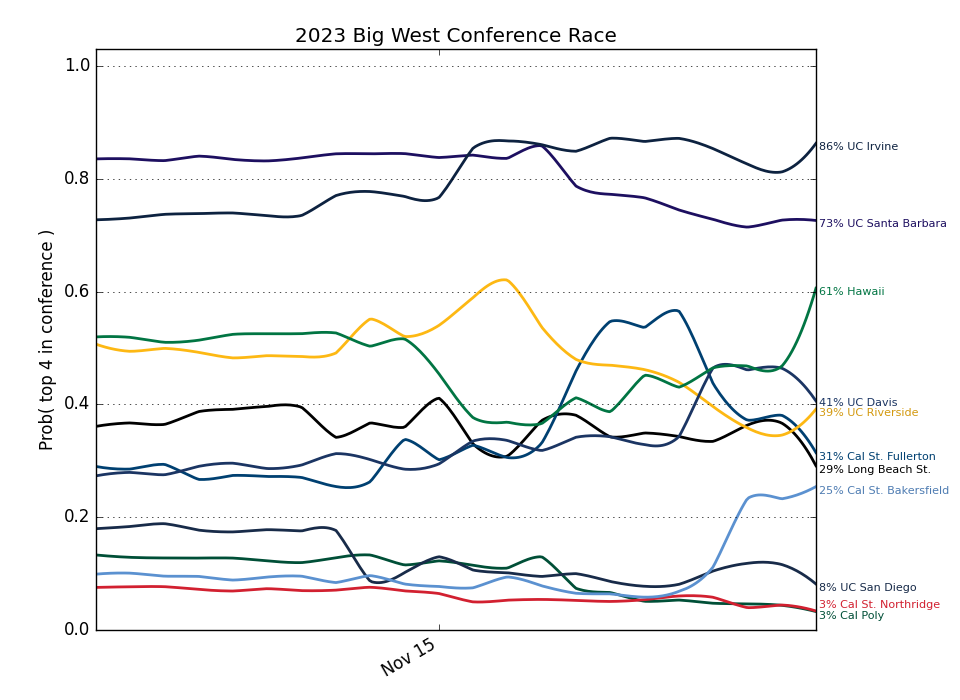 2023 Big West Conference Race
Prob( top 4 in conference )
1.0
0.8
0.6
0.4
0.2
0.0
Nov 15
86% UC Irvine
73% UC Santa Barbara
61% Hawaii
41% UC Davis
39% UC Riverside
31% Cal St. Fullerton
29% Long Beach St.
25% Cal St. Bakersfield
8% UC San Diego
3% Cal St. Northridge
3% Cal Poly